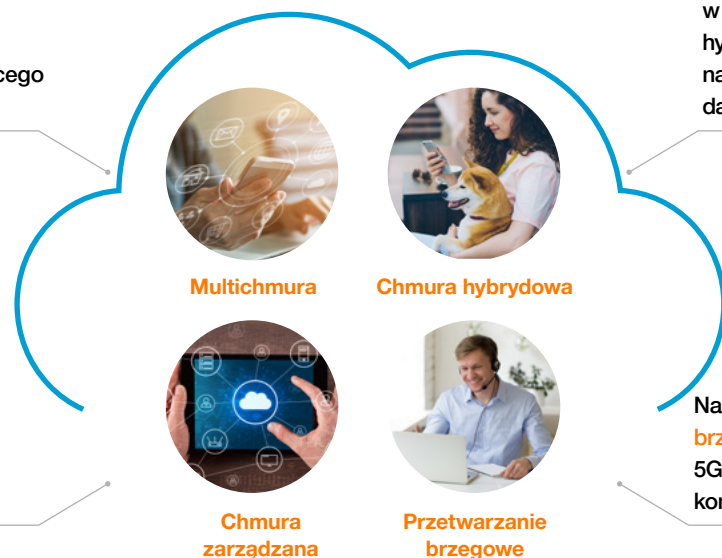 w
hy
cego
na
da
Multichmura
Chmura hybrydowa
Na
brz
5G
kor
Chmura
zarządzana
Przetwarzanie
brzegowe